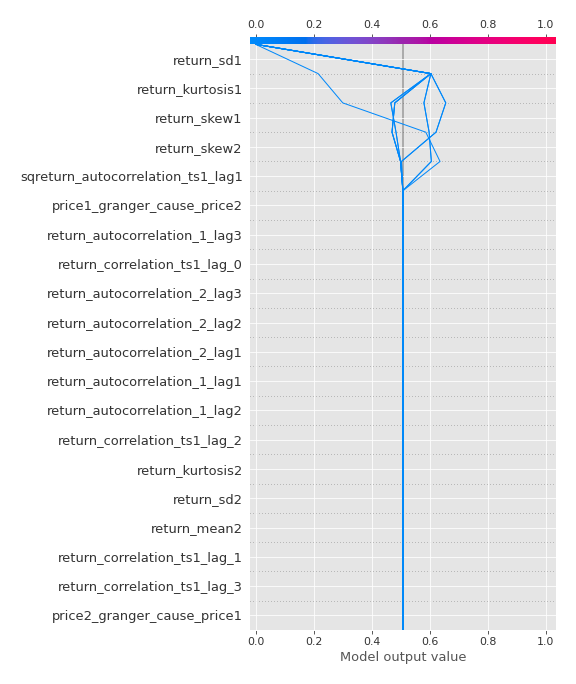 0.0 0.2 0.4 0.6 0.8 1.0
return_sd1
return_kurtosis1
return_skew1
return_skew2
sqreturn_autocorrelation_ts1_lag1
price1_granger_cause_price2
return_autocorrelation_1_lag3
return_correlation_ts1_lag_0
return_autocorrelation_2_lag3
return_autocorrelation_2_lag2
return_autocorrelation_2_lag1
return_autocorrelation_1_lag1
return_autocorrelation_1_lag2
return_correlation_ts1_lag_2
return_kurtosis2
return_sd2
return_mean2
return_correlation_ts1_lag_1
return_correlation_ts1_lag_3
price2_granger_cause_price1
0.0 0.2 0.4 0.6 0.8 1.0
Model output value